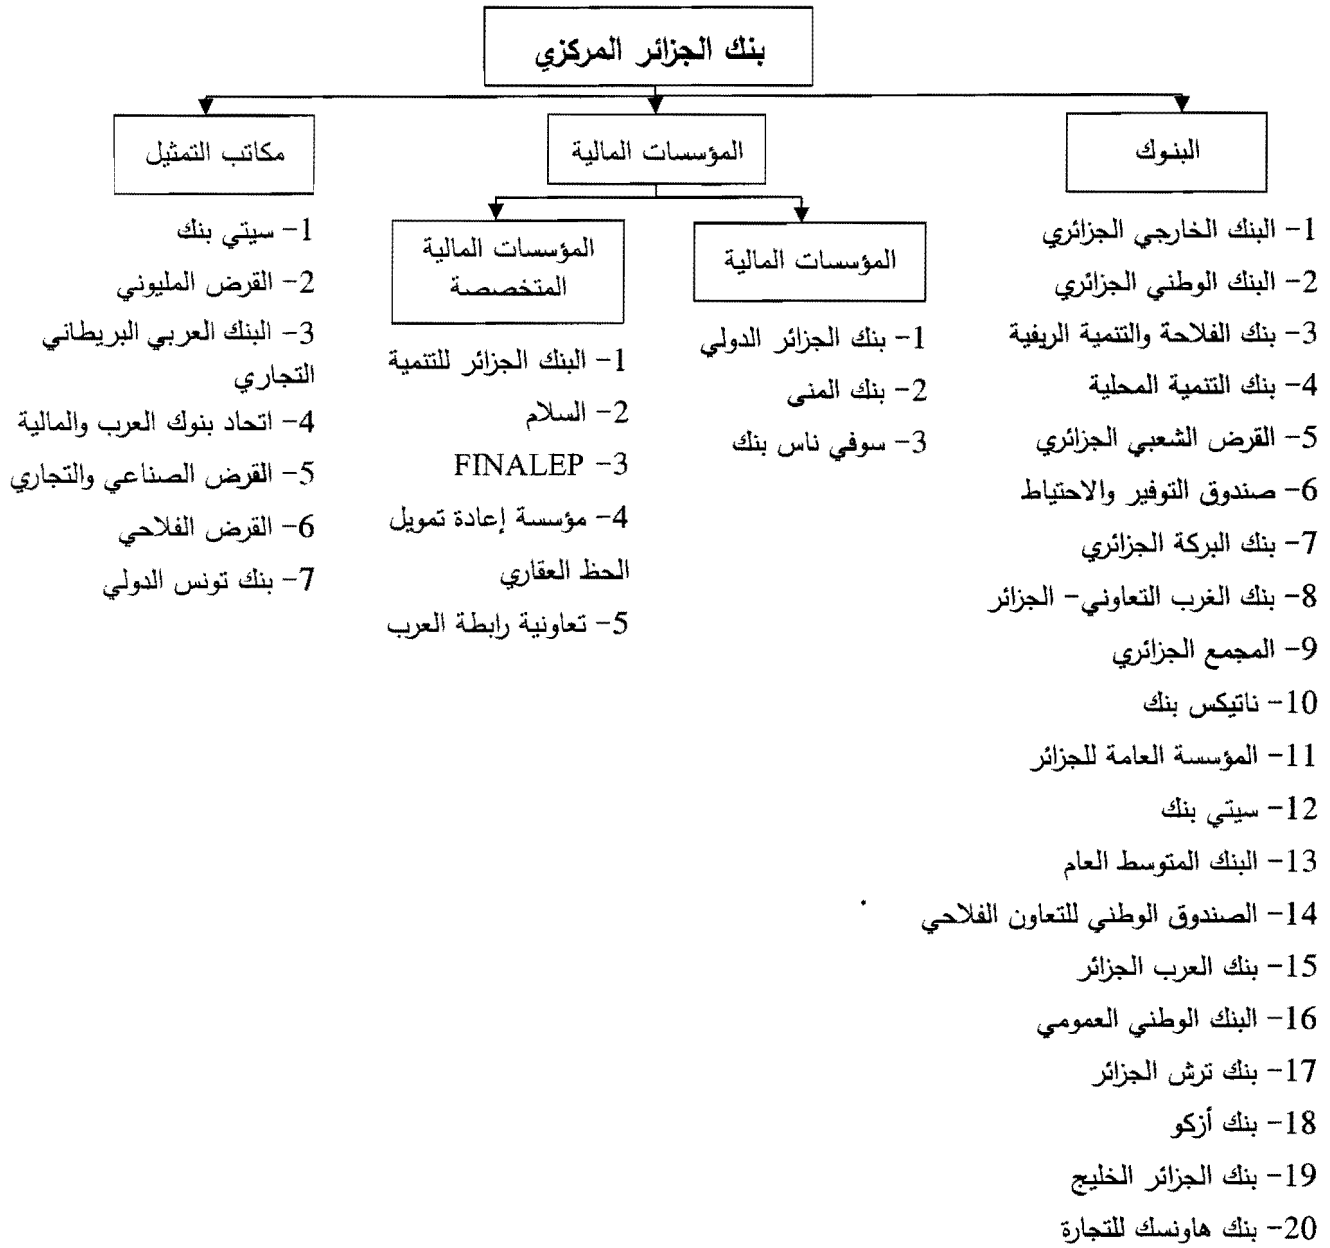 بنك الجزائر المركزي
البنوك
1- البنك الخارجي الجزائري
2- البنك الوطني الجزائري
3- بنك الفلاحة والتنمية الريفية
4- بنك التنمية المحلية
5- القرض الشعبي الجزائري
6- صندوق التوفير والاحتياط
7- بنك البركة الجزائري
8- بنك الغرب التعاوني- الجزائر
9- المجمع الجزائري
10- ناتيكس بنك
11- المؤسسة العامة للجزائر
12- سيتي بنك
13- البنك المتوسط العام
14- الصندوق الوطني للتعاون الفلاحي
15- بنك العرب الجزائر
16- البنك الوطني العمومي
17- بنك ترش الجزائر
18- بنك أزكو
19- بنك الجزائر الخليج
20- بنك هاونسك للتجارة
المؤسسات المالية
المؤسسات المالية
1- بنك الجزائر الدولي
2- بنك المنى
3- سوفي ناس بنك
المؤسسات المالية
المتخصصة
1- البنك الجزائر للتنمية
2- السلام
3- FINALEP
4- مؤسسة إعادة تمويل
الحظ العقاري
5- تعاونية رابطة العرب
مكاتب التمثيل
1- سيتي بنك
2- القرض المليوني
3- البنك العربي البريطاني
التجاري
4- اتحاد بنوك العرب والمالية
5- القرض الصناعي والتجاري
6- القرض الفلاحي
7- بنك تونس الدولي